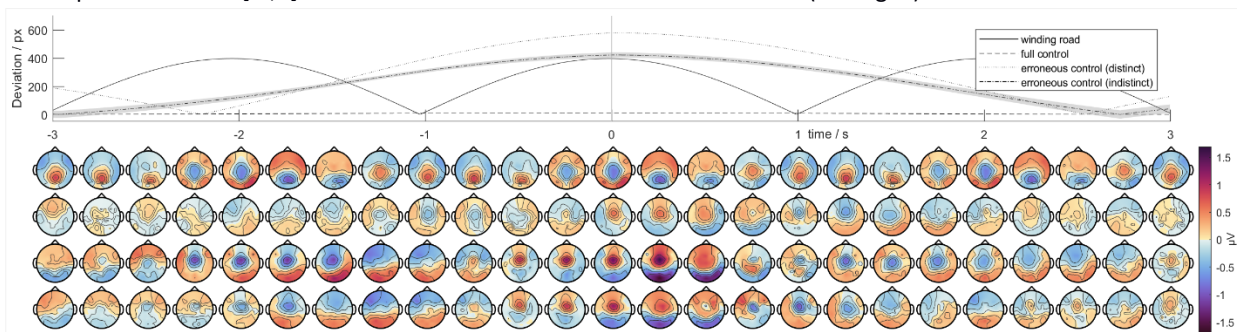 600
400
200
0
Deviation / px
winding road
full control
erroneous control (distinct)
erroneous control (indistinct)
-3 -2 -1 0 1 time / s 2 3
1.5
1
0.5
0
-0.5
-1
-1.5
μV